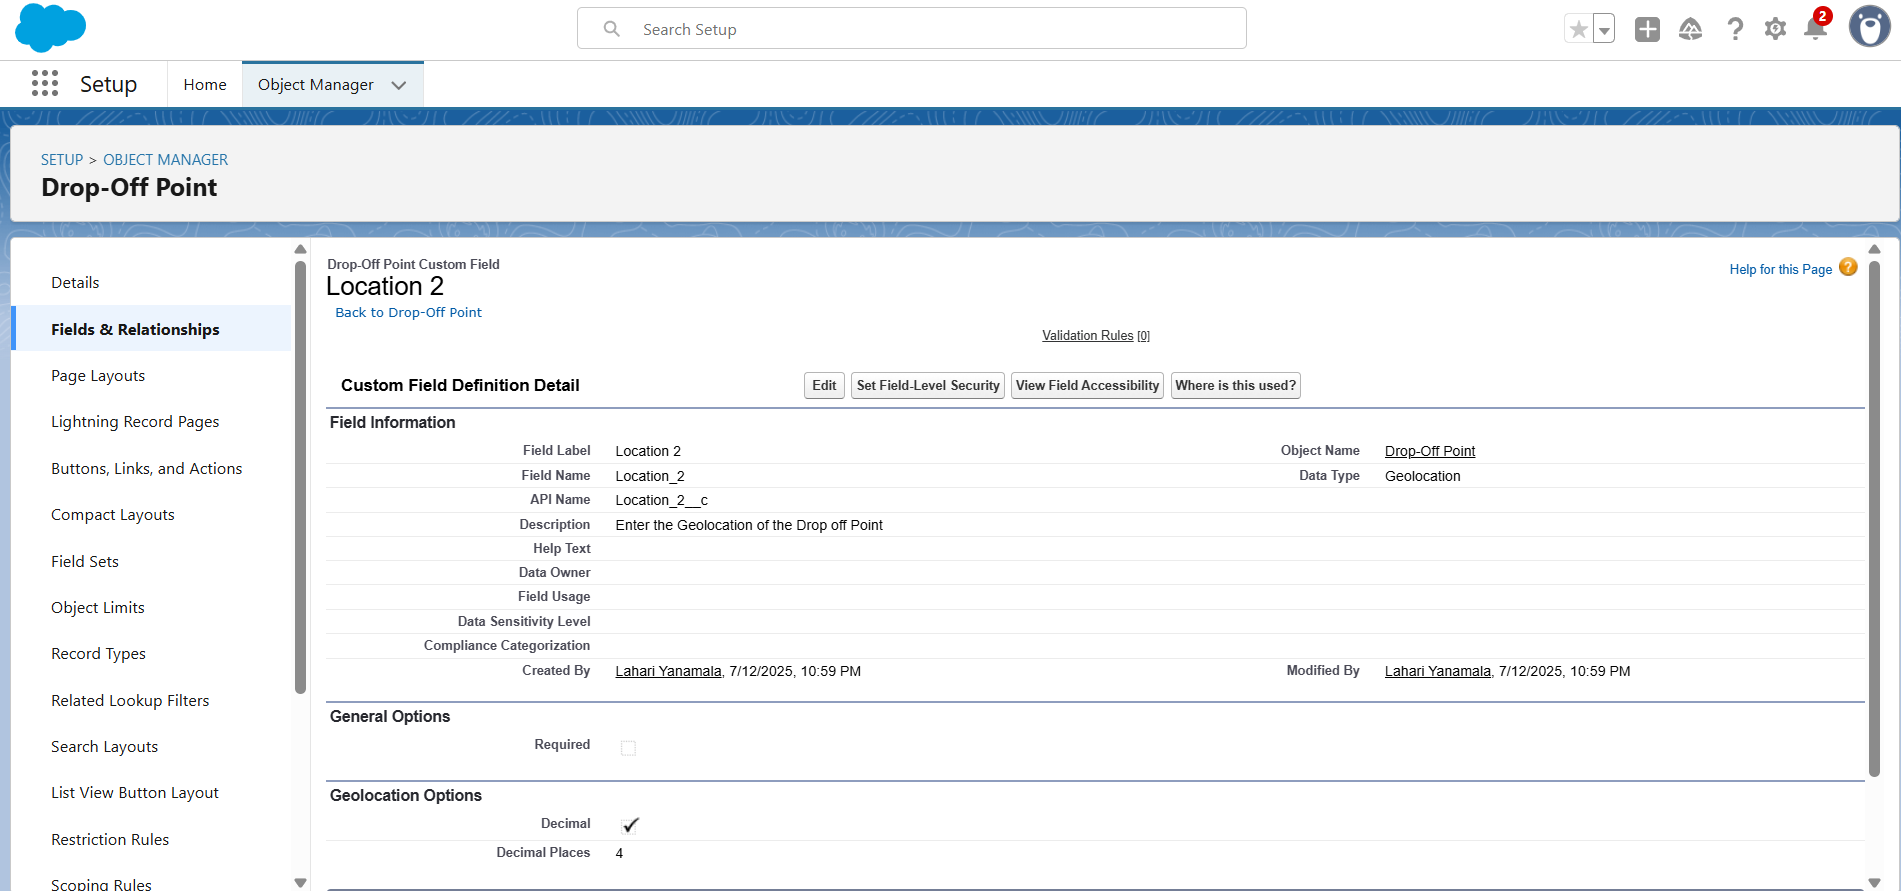 Search Setup
2
Setup
Home
Object Manager
SETUP > OBJECT MANAGER
Drop-Off Point
Details
Fields & Relationships
Page Layouts
Lightning Record Pages
Buttons, Links, and Actions
Compact Layouts
Field Sets
Object Limits
Record Types
Related Lookup Filters
Search Layouts
List View Button Layout
Restriction Rules
Scoping Rules
Drop-Off Point Custom Field
Location 2
Back to Drop-Off Point
Help for this Page ?
Validation Rules [0]
Custom Field Definition Detail
Edit
Set Field-Level Security
View Field Accessibility
Where is this used?
Field Information
Field Label Location 2 Object Name Drop-Off Point
Field Name Location_2 Data Type Geolocation
API Name Location_2__c
Description Enter the Geolocation of the Drop off Point
Help Text
Data Owner
Field Usage
Data Sensitivity Level
Compliance Categorization
Created By Lahari Yanamala, 7/12/2025, 10:59 PM Modified By Lahari Yanamala, 7/12/2025, 10:59 PM
General Options
Required
Geolocation Options
Decimal
Decimal Places 4